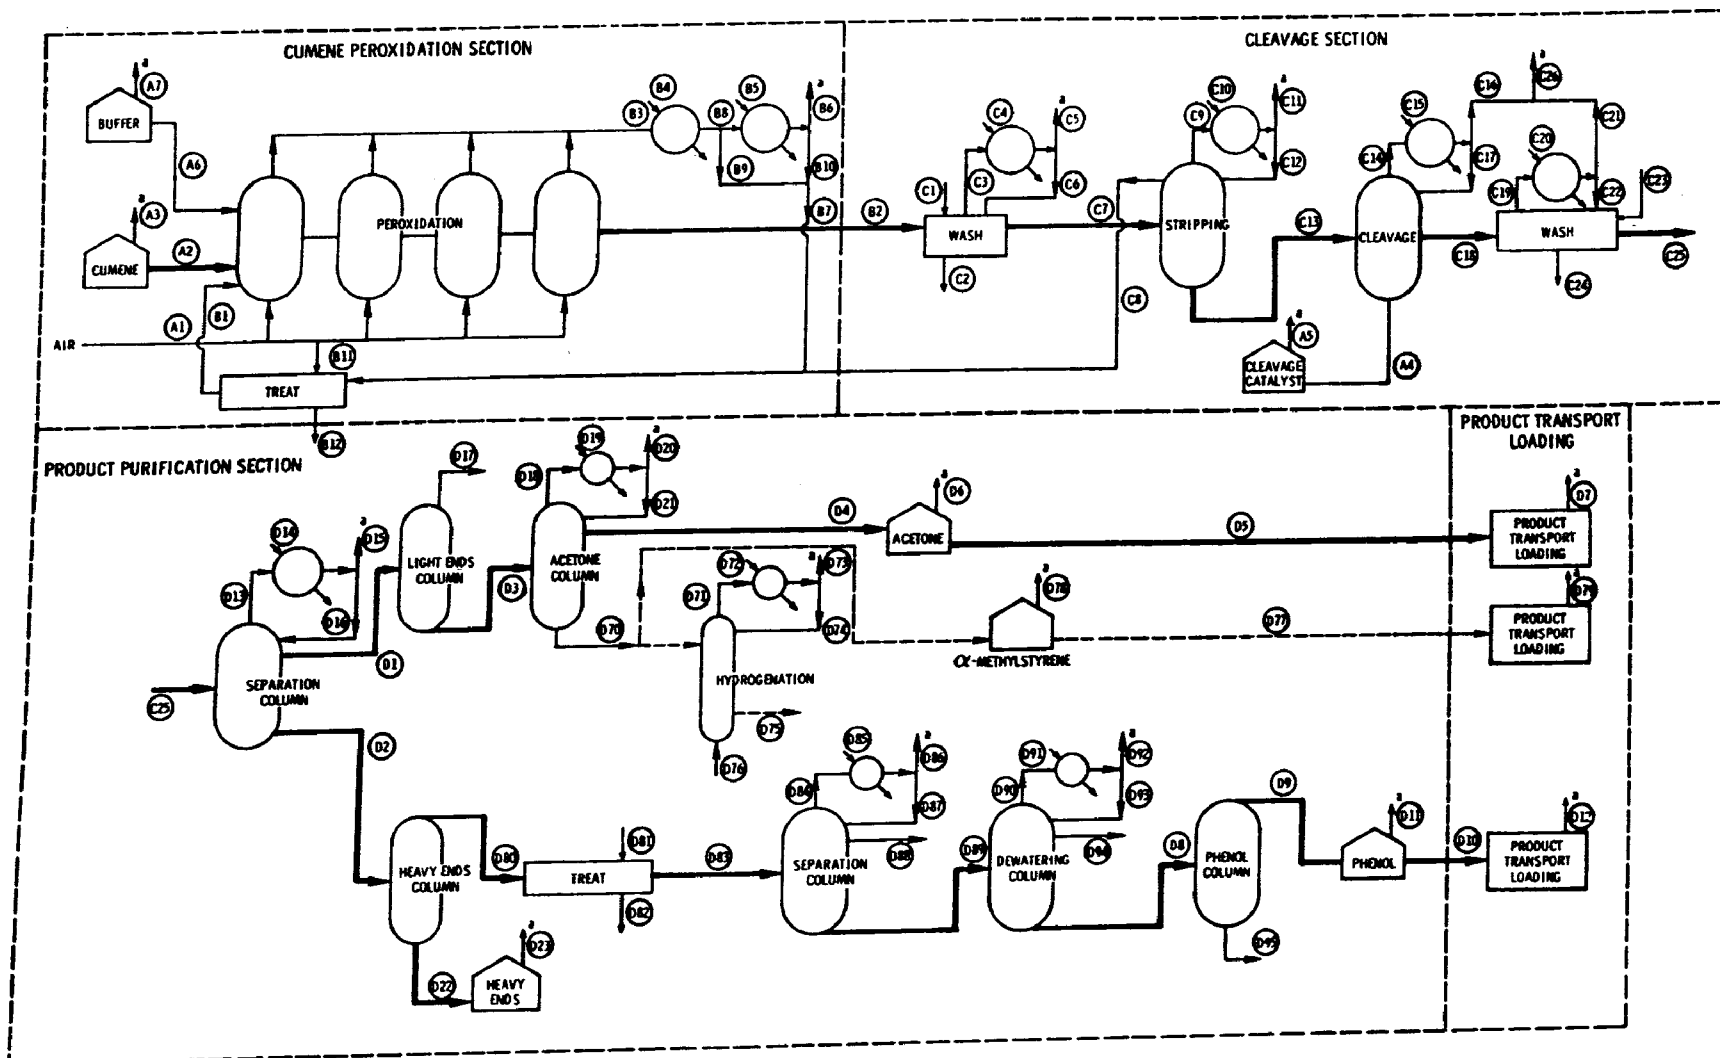 CUMENE PEROXIDATION SECTION
a
A7
BUFFER
A6
A3
CUMENE
A2
AIR
A1
B1
PEROXIDATION
B11
TREAT
B12
B3
B4
B8
B5
a
B6
B9
B10
B7
B2
CLEAVAGE SECTION
C1
WASH
C2
C3
C4
a
C5
C6
C7
C8
STRIPPING
C9
C10
a
C11
C12
C13
CLEAVAGE
C14
C15
C16
C17
a
C26
C18
C19
C20
C21
C22
C23
WASH
C24
C25
a
A5
CLEAVAGE
CATALYST
A4
PRODUCT PURIFICATION SECTION
C25
SEPARATION
COLUMN
D13
D14
a
D15
D16
D1
D2
LIGHT ENDS
COLUMN
D17
D3
ACETONE
COLUMN
D18
D19
a
D20
D21
D4
a
D6
ACETONE
D5
D70
D71
D72
a
D73
D74
HYDROGENATION
D75
D76
a
D78
α-METHYLSTYRENE
D77
HEAVY ENDS
COLUMN
D80
D81
TREAT
D82
D83
D22
a
D23
HEAVY
ENDS
SEPARATION
COLUMN
D84
D85
a
D86
D87
D88
D89
DEWATERING
COLUMN
D90
D91
a
D92
D93
D94
D8
PHENOL
COLUMN
D9
D95
a
D11
PHENOL
D10
PRODUCT TRANSPORT
LOADING
a
D7
PRODUCT
TRANSPORT
LOADING
a
D79
PRODUCT
TRANSPORT
LOADING
a
D12
PRODUCT
TRANSPORT
LOADING